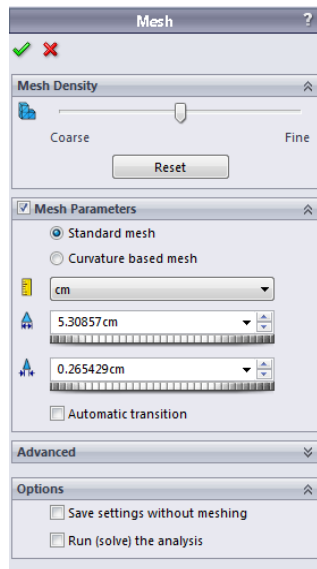 Mesh ?
Mesh Density
Coarse Fine
Reset
Mesh Parameters
Standard mesh
Curvature based mesh
cm
5.30857cm
0.265429cm
Automatic transition
Advanced
Options
Save settings without meshing
Run (solve) the analysis